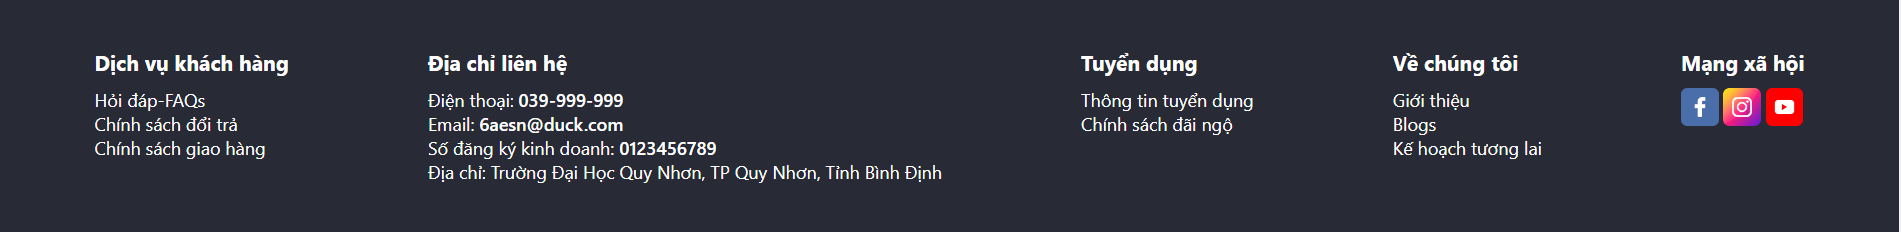 Dịch vụ khách hàng
Hỏi đáp-FAQs
Chính sách đổi trả
Chính sách giao hàng
Địa chỉ liên hệ
Điện thoại: 039-999-999
Email: 6aesn@duck.com
Số đăng ký kinh doanh: 0123456789
Địa chỉ: Trường Đại Học Quy Nhơn, TP Quy Nhơn, Tỉnh Bình Định
Tuyển dụng
Thông tin tuyển dụng
Chính sách đãi ngộ
Về chúng tôi
Giới thiệu
Blogs
Kế hoạch tương lai
Mạng xã hội